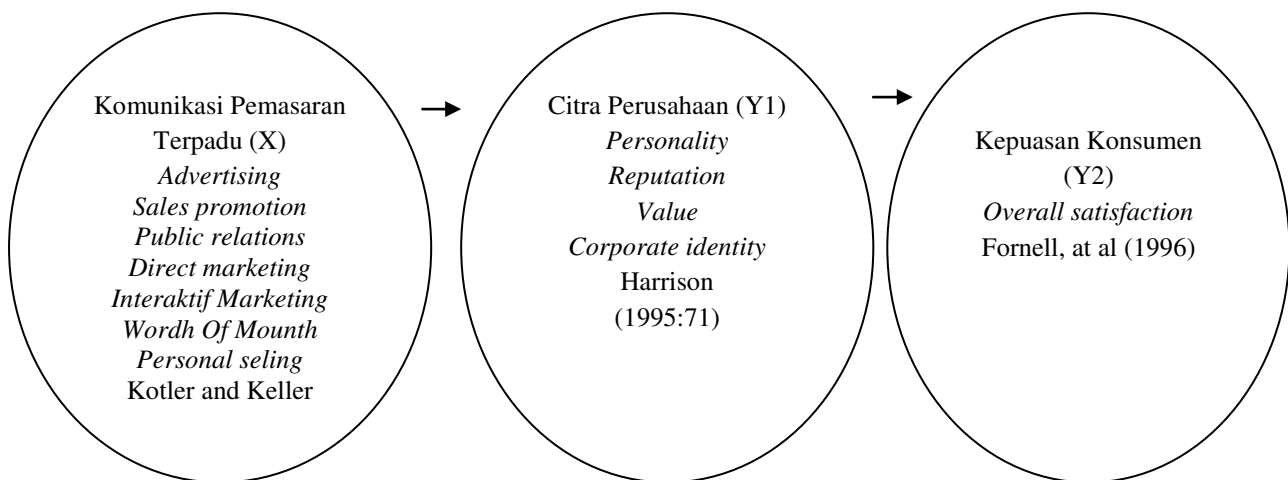 Komunikasi Pemasaran
Terpadu (X)
Advertising
Sales promotion
Public relations
Direct marketing
Interaktif Marketing
Wordh Of Mounth
Personal seling
Kotler and Keller
Citra Perusahaan (Y1)
Personality
Reputation
Value
Corporate identity
Harrison
(1995:71)
Kepuasan Konsumen
(Y2)
Overall satisfaction
Fornell, at al (1996)